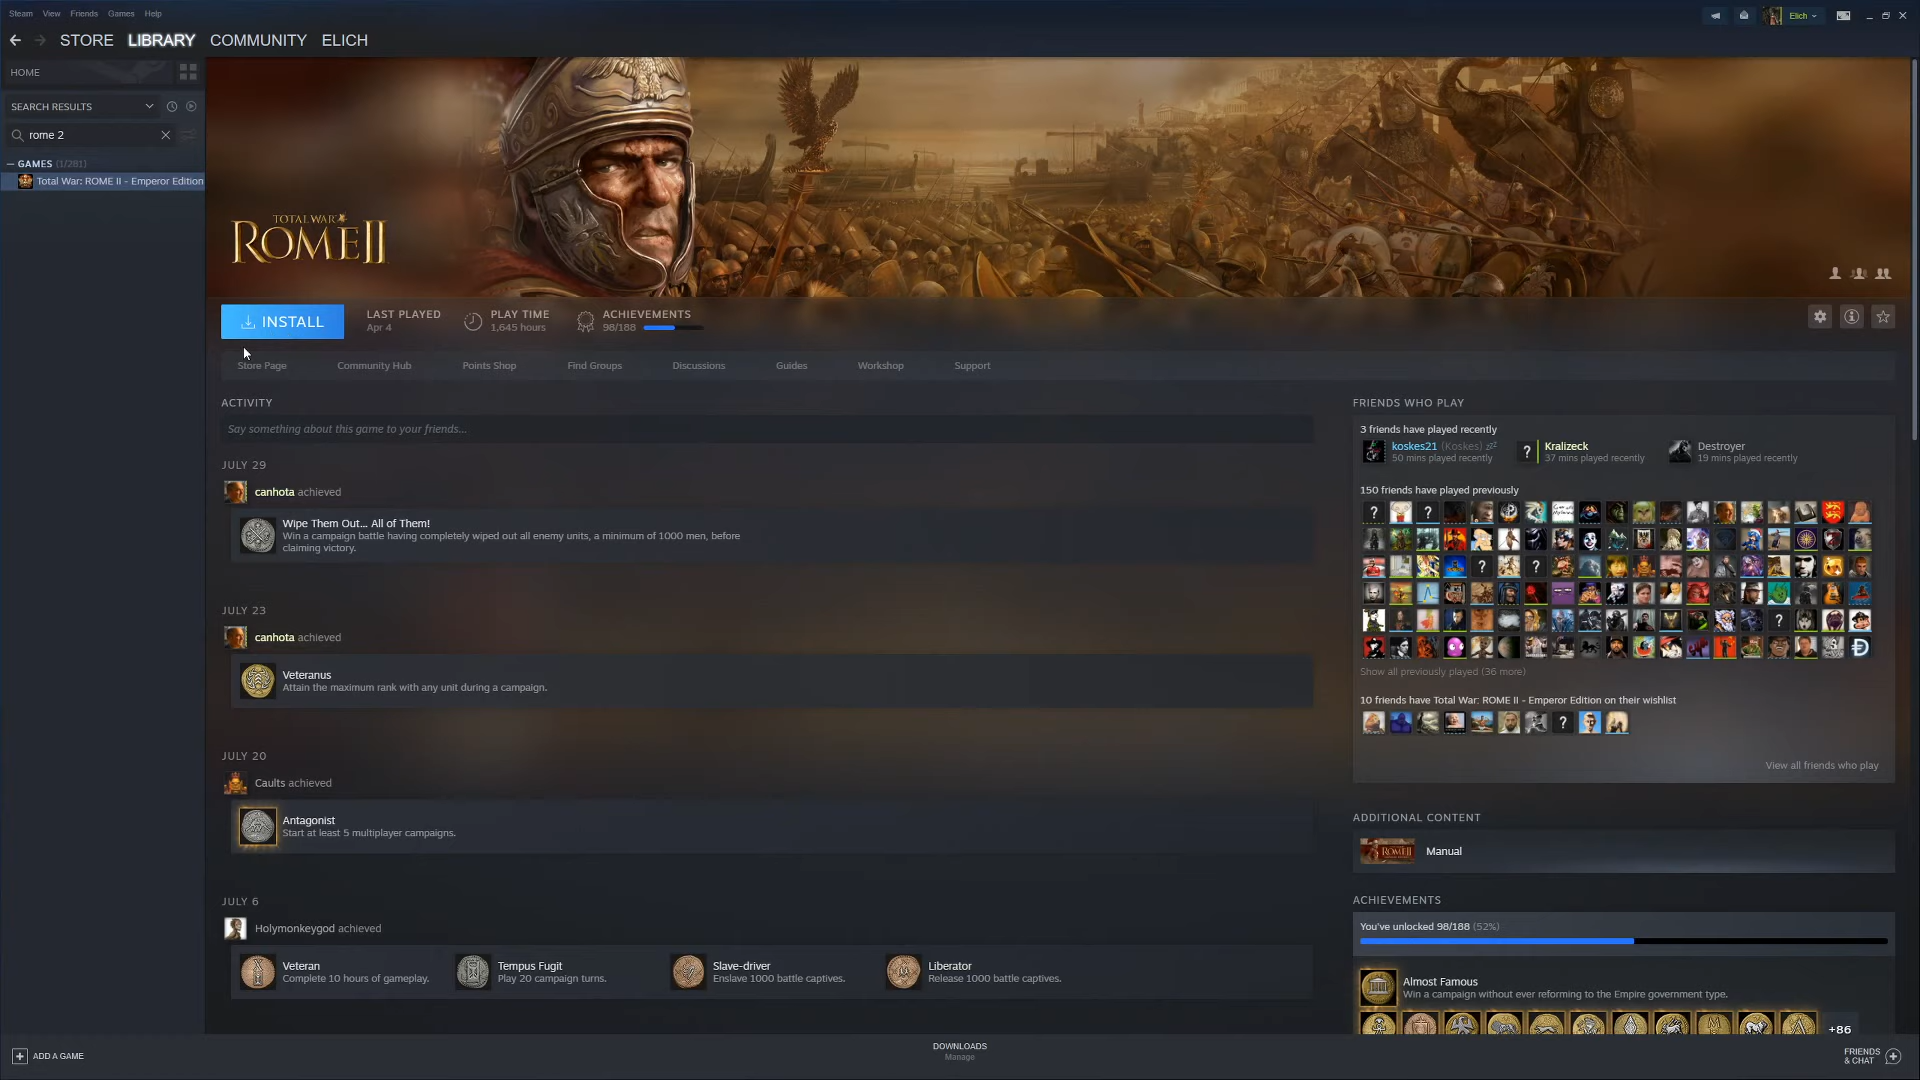 Steam View Friends Games Help
Elich
STORE LIBRARY COMMUNITY ELICH
HOME
SEARCH RESULTS
rome 2
GAMES (1/281)
Total War: ROME II - Emperor Edition
TOTAL WAR
ROME II
INSTALL
LAST PLAYED
Apr 4
PLAY TIME
1,645 hours
ACHIEVEMENTS
98/188
Store Page Community Hub Points Shop Find Groups Discussions Guides Workshop Support
ACTIVITY
Say something about this game to your friends...
JULY 29
canhota achieved
Wipe Them Out... All of Them!
Win a campaign battle having completely wiped out all enemy units, a minimum of 1000 men, before
claiming victory.
JULY 23
canhota achieved
Veteranus
Attain the maximum rank with any unit during a campaign.
JULY 20
Caults achieved
Antagonist
Start at least 5 multiplayer campaigns.
JULY 6
Holymonkeygod achieved
Veteran
Complete 10 hours of gameplay.
Tempus Fugit
Play 20 campaign turns.
Slave-driver
Enslave 1000 battle captives.
Liberator
Release 1000 battle captives.
FRIENDS WHO PLAY
3 friends have played recently
koskes21 (Koskes) zzz
50 mins played recently
Kralizeck
37 mins played recently
Destroyer
19 mins played recently
150 friends have played previously
Show all previously played (36 more)
10 friends have Total War: ROME II - Emperor Edition on their wishlist
View all friends who play
ADDITIONAL CONTENT
ROME II
Manual
ACHIEVEMENTS
You've unlocked 98/188 (52%)
Almost Famous
Win a campaign without ever reforming to the Empire government type.
+86
ADD A GAME
DOWNLOADS
Manage
FRIENDS
& CHAT